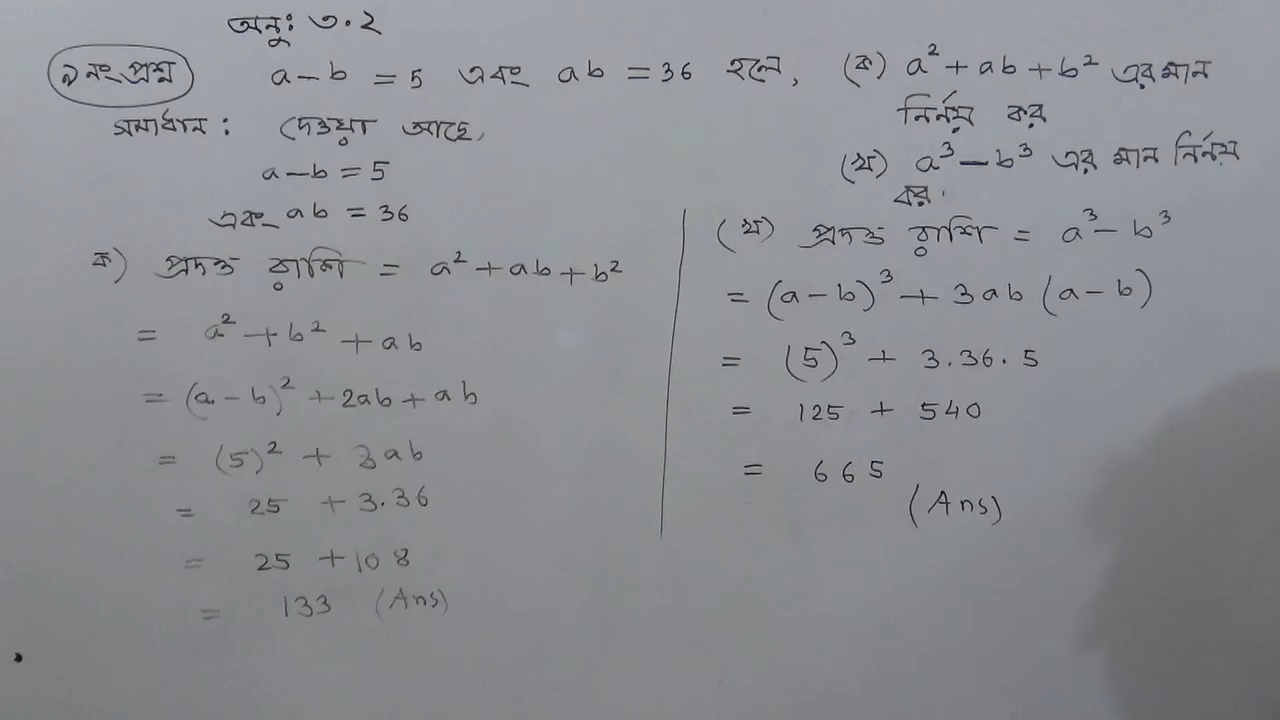 অনু: ৩.২
৯নং প্রশ্ন
a – b = 5 এবং ab = 36 হলে, (ক) a² + ab + b² এর মান
নির্নয় কর
(খ) a³ – b³ এর মান নির্নয়
কর.
সমাধান : দেওয়া আছে,
a – b = 5
এবং ab = 36
ক) প্রদত্ত রাশি = a² + ab + b²
= a² + b² + ab
= (a – b)² + 2ab + ab
= (5)² + 3ab
= 25 + 3.36
= 25 + 108
= 133 (Ans)
(খ) প্রদত্ত রাশি = a³ – b³
= (a – b)³ + 3ab (a – b)
= (5)³ + 3.36.5
= 125 + 540
= 665
(Ans)